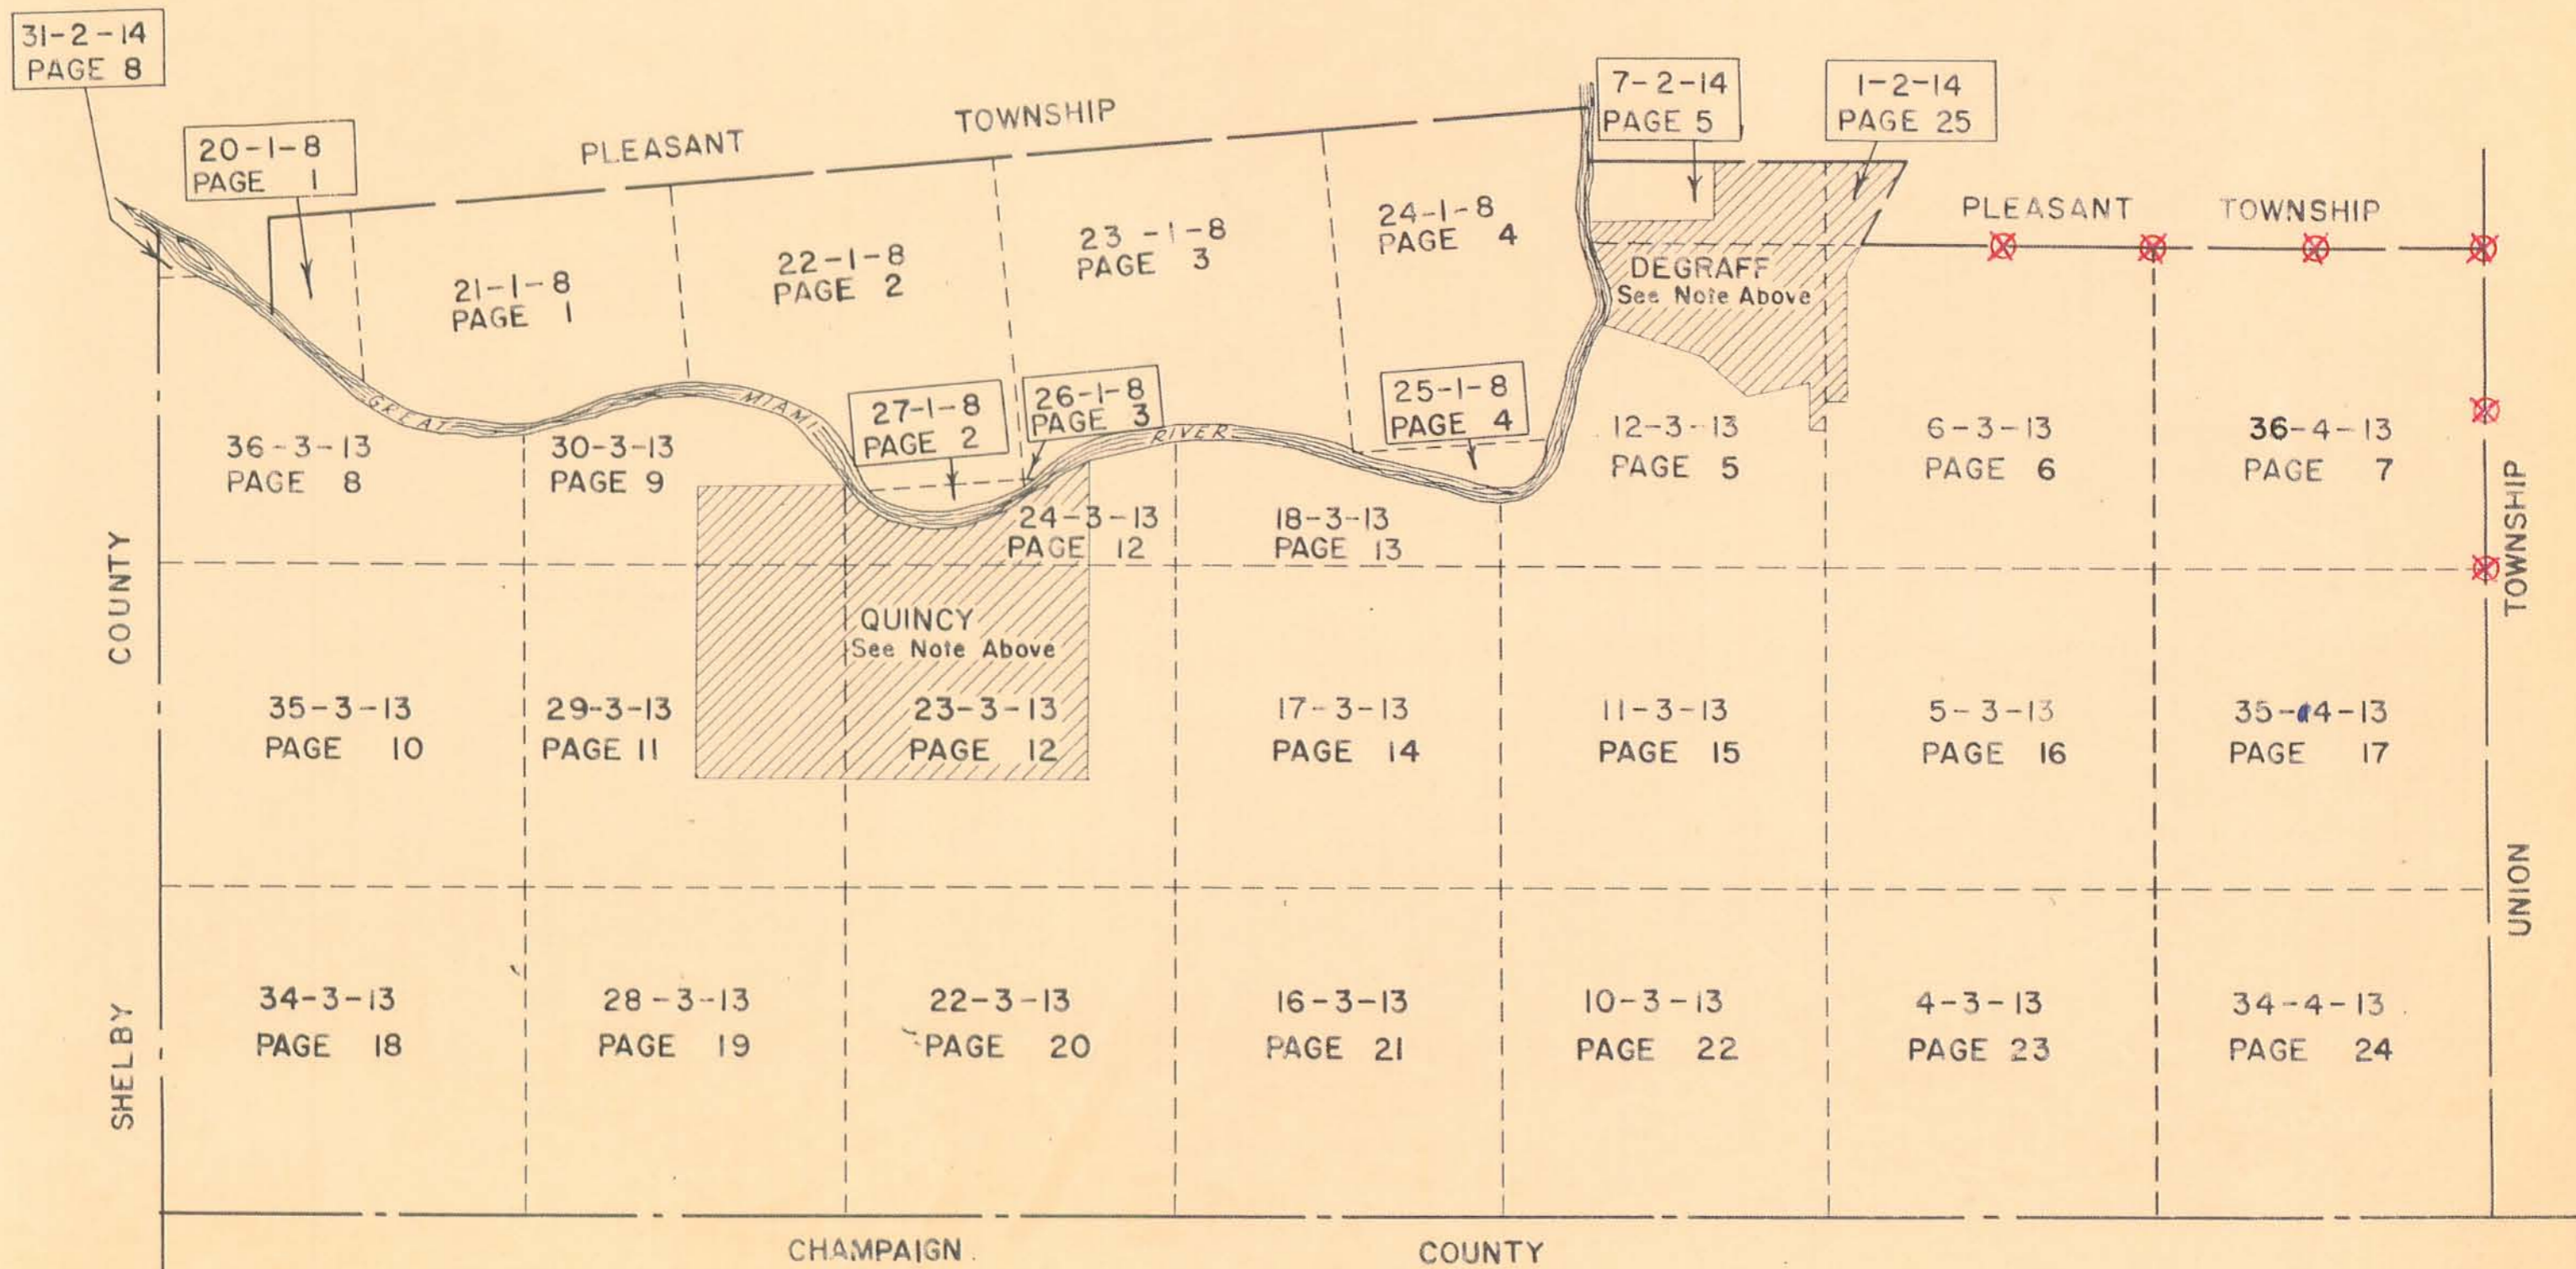 31-2-14
PAGE 8
20-1-8
PAGE 1
PLEASANT TOWNSHIP
7-2-14
PAGE 5
1-2-14
PAGE 25
PLEASANT TOWNSHIP
21-1-8
PAGE 1
22-1-8
PAGE 2
23-1-8
PAGE 3
24-1-8
PAGE 4
DEGRAFF
See Note Above
GREAT MIAMI RIVER
27-1-8
PAGE 2
26-1-8
PAGE 3
25-1-8
PAGE 4
36-3-13
PAGE 8
30-3-13
PAGE 9
24-3-13
PAGE 12
18-3-13
PAGE 13
12-3-13
PAGE 5
6-3-13
PAGE 6
36-4-13
PAGE 7
QUINCY
See Note Above
35-3-13
PAGE 10
29-3-13
PAGE 11
23-3-13
PAGE 12
17-3-13
PAGE 14
11-3-13
PAGE 15
5-3-13
PAGE 16
35-4-13
PAGE 17
34-3-13
PAGE 18
28-3-13
PAGE 19
22-3-13
PAGE 20
16-3-13
PAGE 21
10-3-13
PAGE 22
4-3-13
PAGE 23
34-4-13
PAGE 24
SHELBY COUNTY
UNION TOWNSHIP
CHAMPAIGN COUNTY